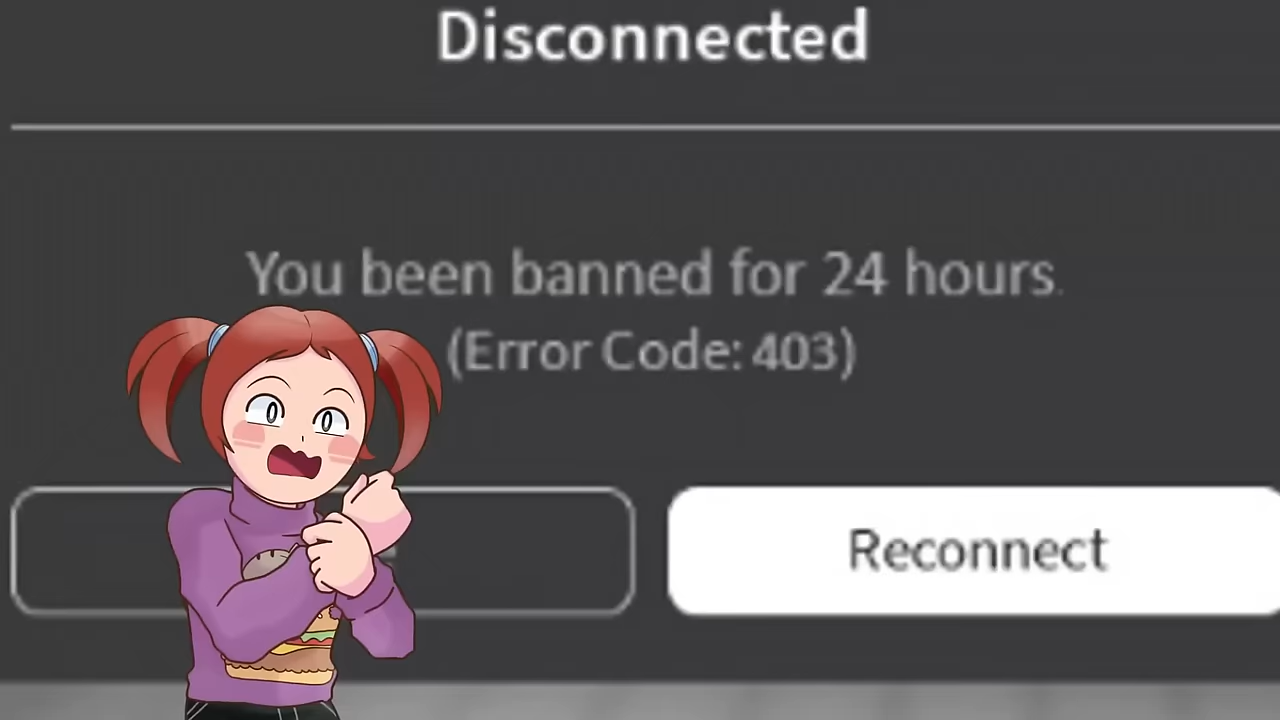 Disconnected
You been banned for 24 hours.
(Error Code: 403)
Reconnect